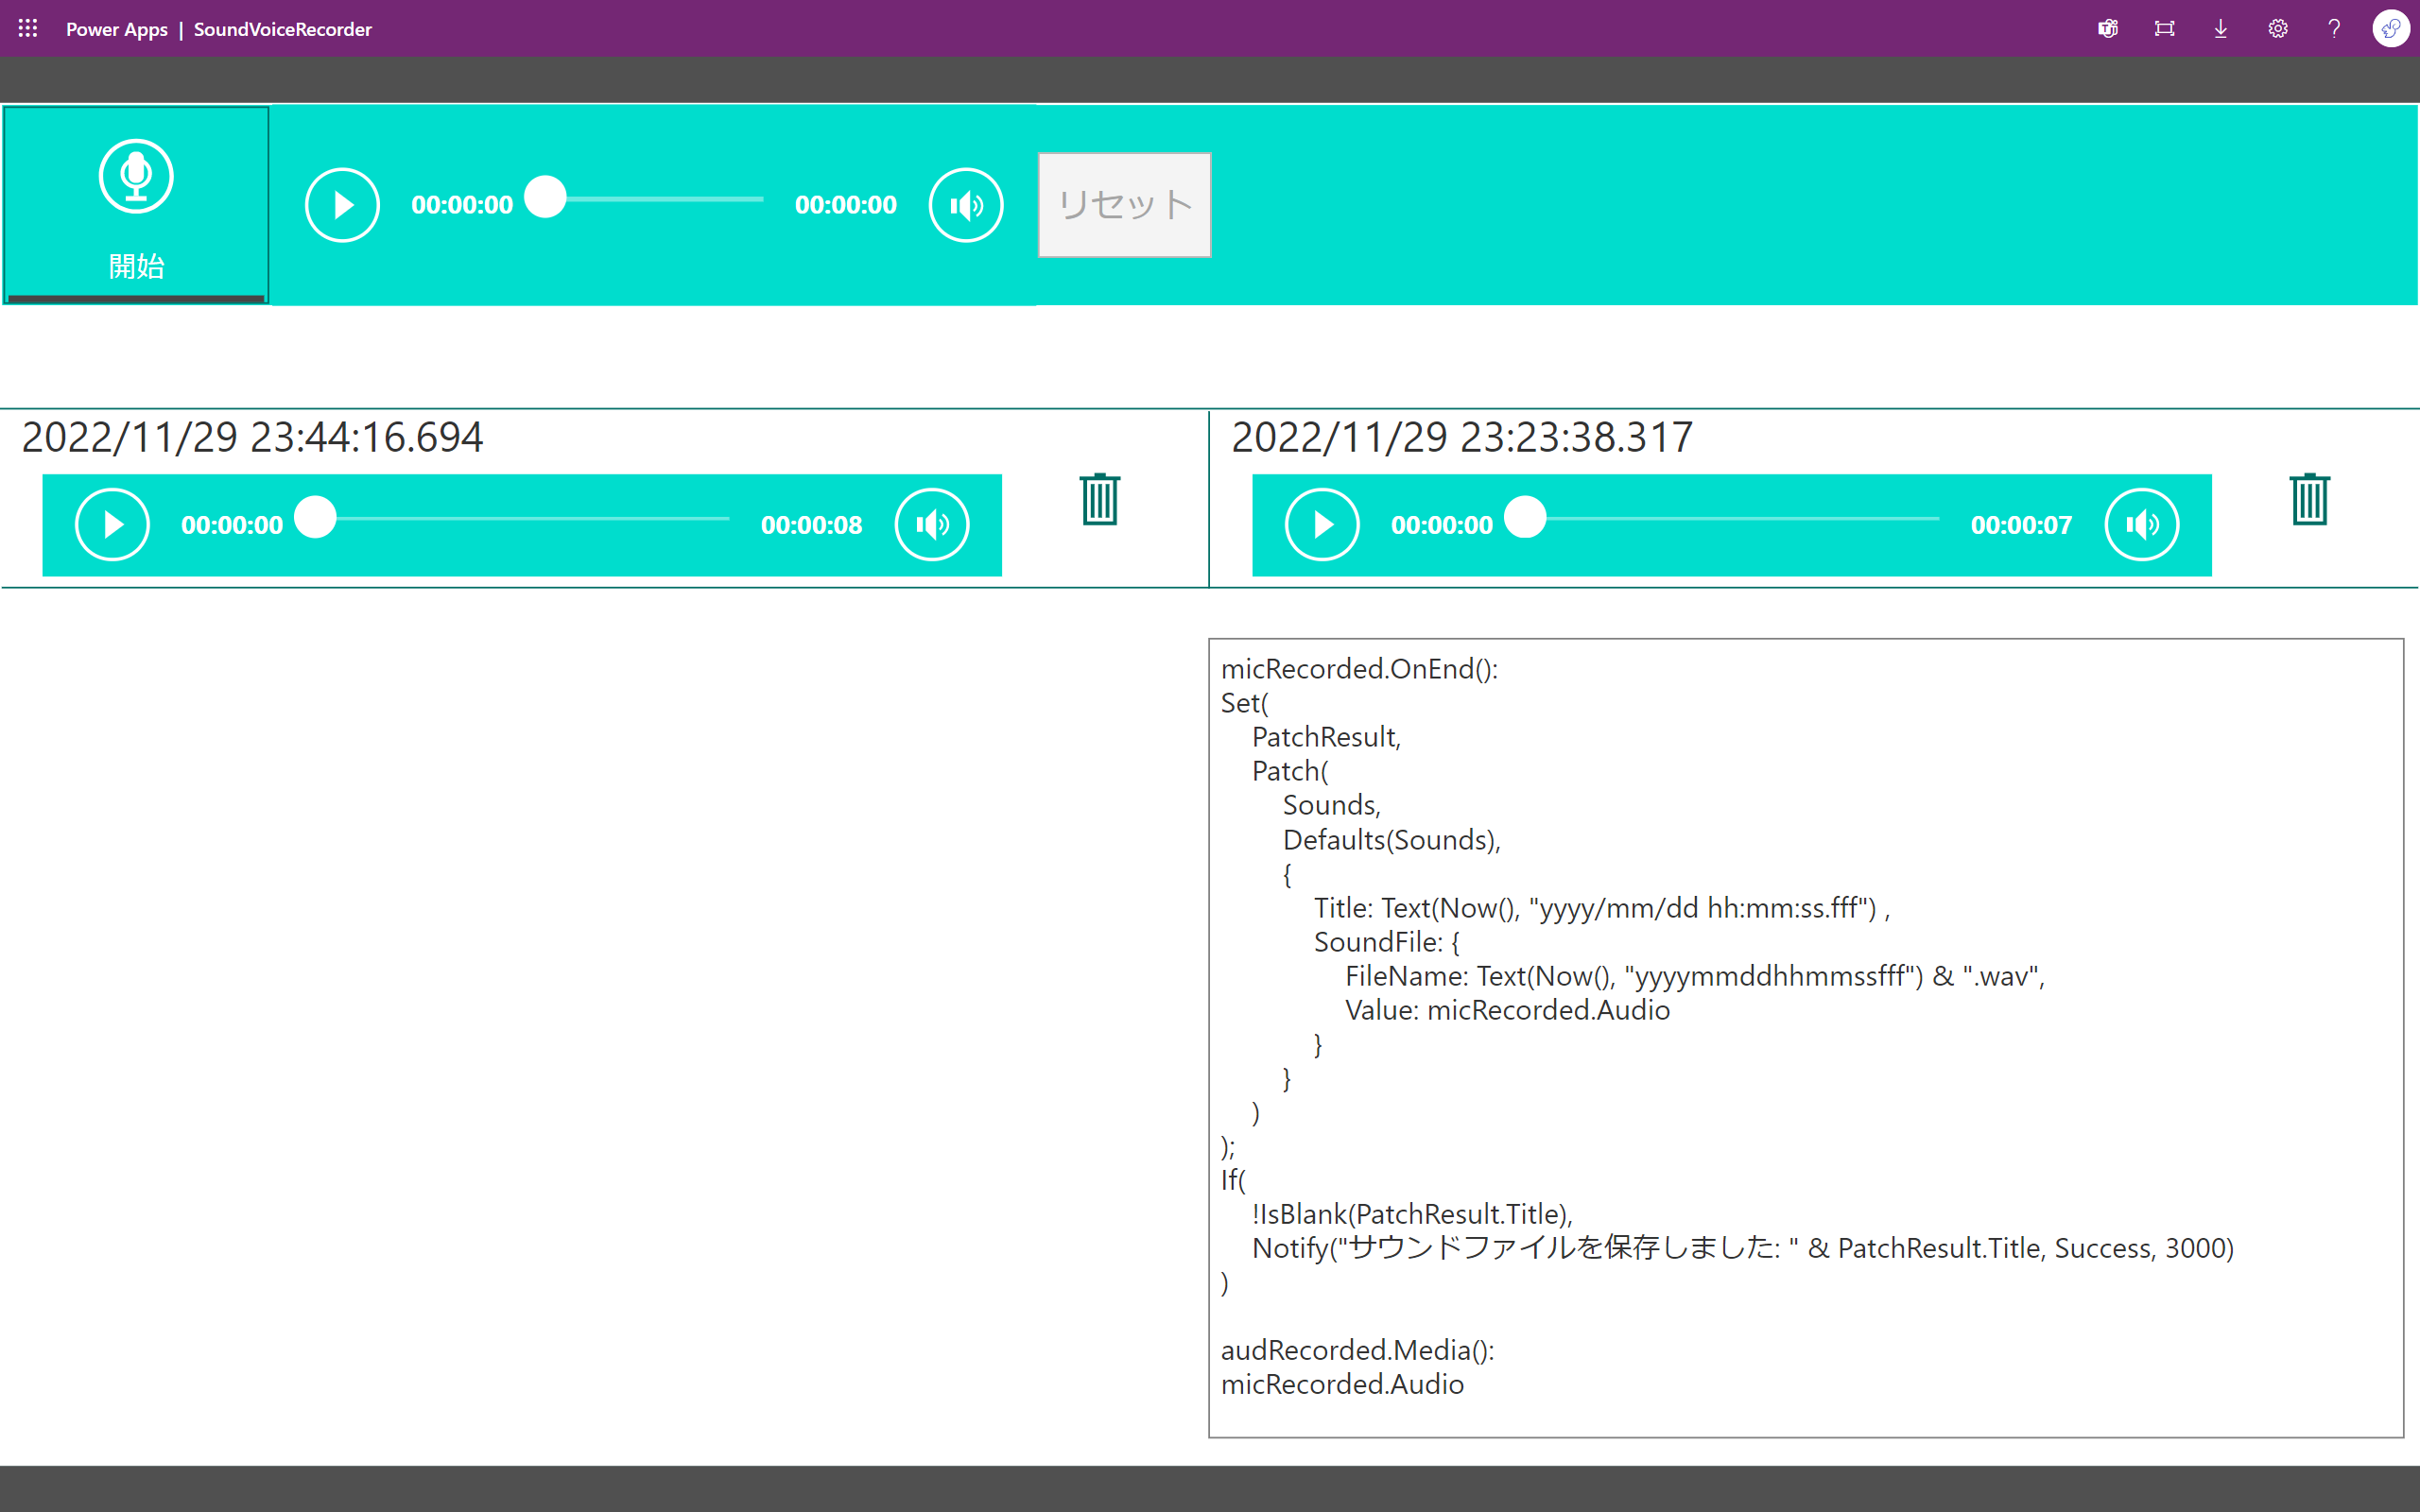 Power Apps | SoundVoiceRecorder
開始
00:00:00
00:00:00
リセット
2022/11/29 23:44:16.694
00:00:00
00:00:08
2022/11/29 23:23:38.317
00:00:00
00:00:07
micRecorded.OnEnd():
Set(
    PatchResult,
    Patch(
        Sounds,
        Defaults(Sounds),
        {
            Title: Text(Now(), "yyyy/mm/dd hh:mm:ss.fff") ,
            SoundFile: {
                FileName: Text(Now(), "yyyymmddhhmmssfff") & ".wav",
                Value: micRecorded.Audio
            }
        }
    )
);
If(
    !IsBlank(PatchResult.Title),
    Notify("サウンドファイルを保存しました: " & PatchResult.Title, Success, 3000)
)
audRecorded.Media():
micRecorded.Audio